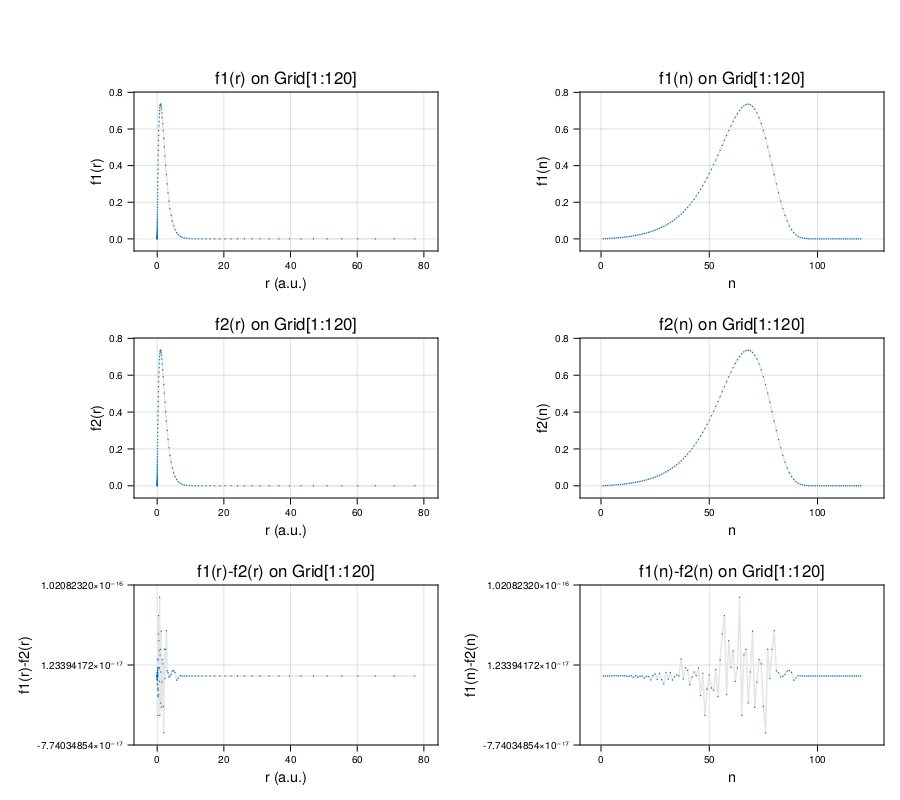 f1(r) on Grid[1:120]
f1(r)
0.8
0.6
0.4
0.2
0.0
0 20 40 60 80
r (a.u.)
f1(n) on Grid[1:120]
f1(n)
0.8
0.6
0.4
0.2
0.0
0 50 100
n
f2(r) on Grid[1:120]
f2(r)
0.8
0.6
0.4
0.2
0.0
0 20 40 60 80
r (a.u.)
f2(n) on Grid[1:120]
f2(n)
0.8
0.6
0.4
0.2
0.0
0 50 100
n
f1(r)-f2(r) on Grid[1:120]
f1(r)-f2(r)
1.02082320×10⁻¹⁶
1.23394172×10⁻¹⁷
-7.74034854×10⁻¹⁷
0 20 40 60 80
r (a.u.)
f1(n)-f2(n) on Grid[1:120]
f1(n)-f2(n)
1.02082320×10⁻¹⁶
1.23394172×10⁻¹⁷
-7.74034854×10⁻¹⁷
0 50 100
n